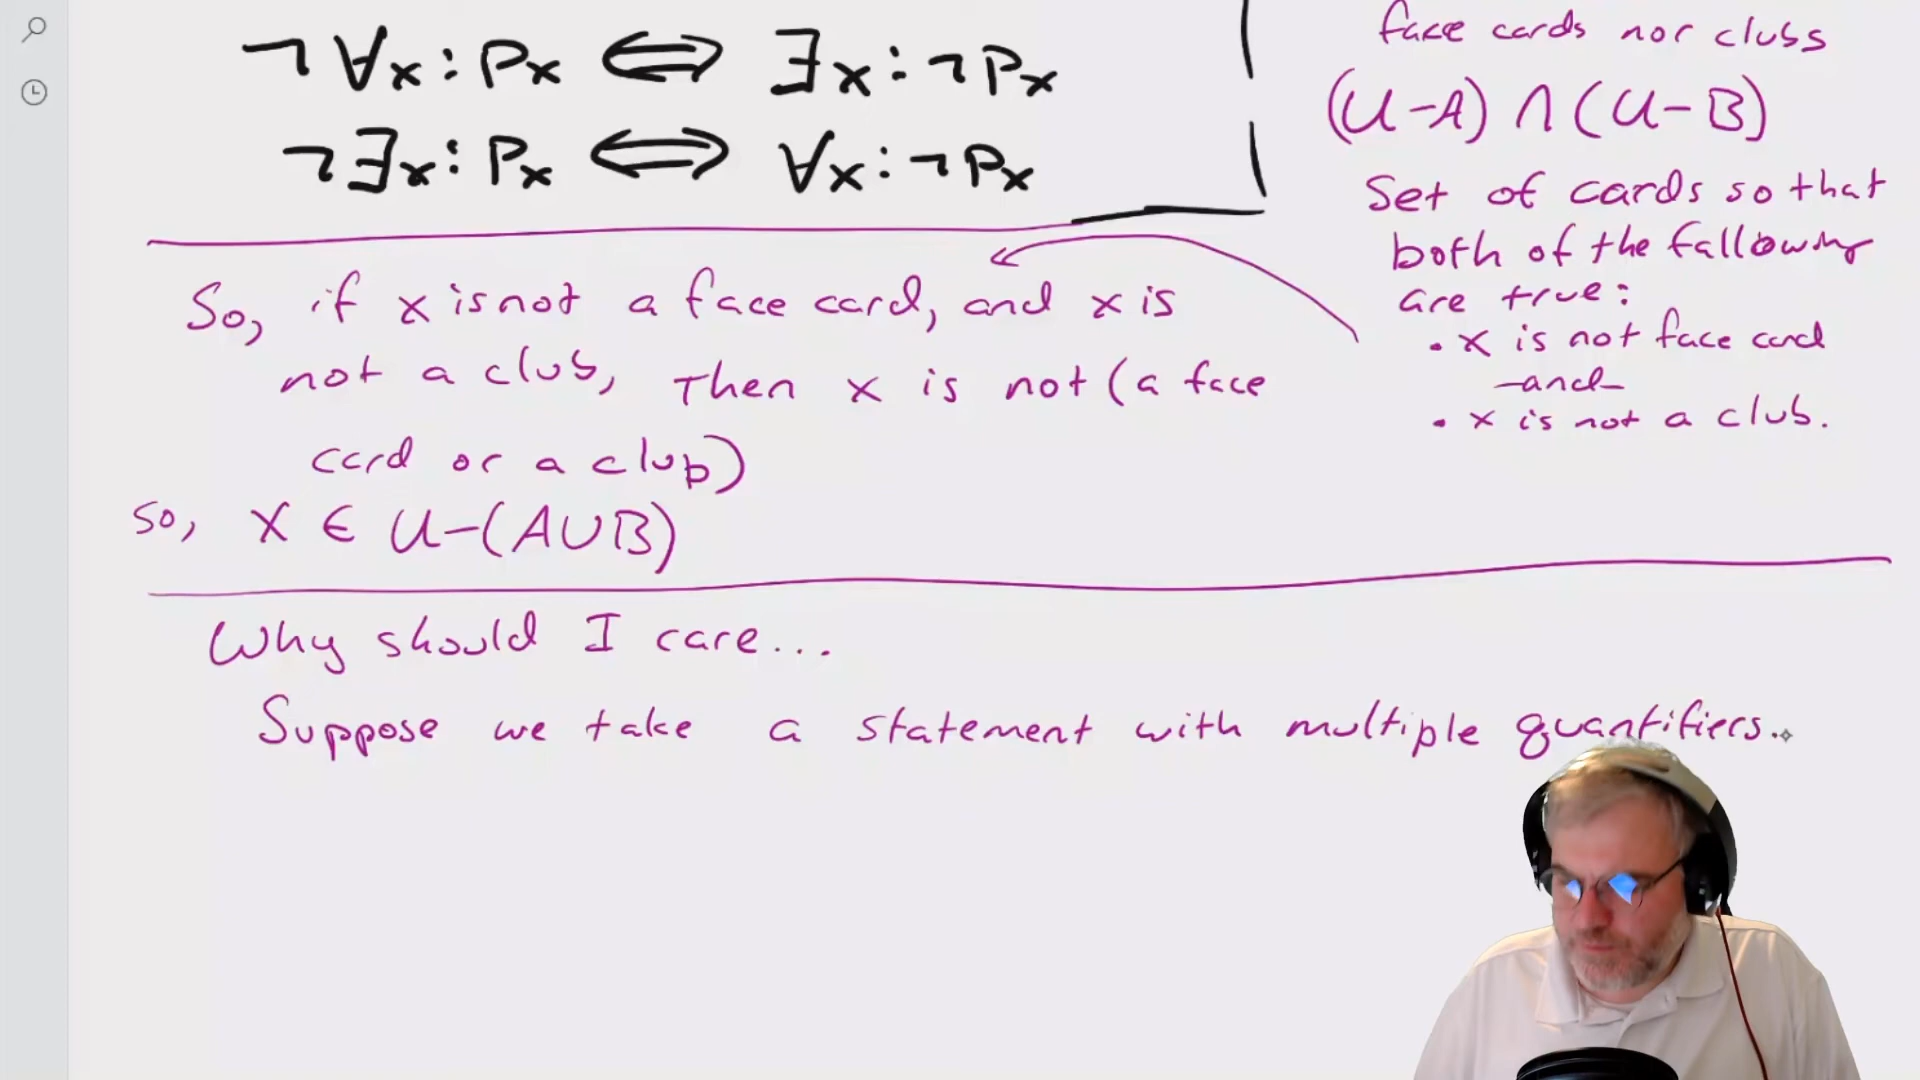 ¬∀x:Px ⟺ ∃x:¬Px
¬∃x:Px ⟺ ∀x:¬Px
face cards nor clubs
(U-A)∩(U-B)
Set of cards so that
both of the following
are true:
• x is not face card
-and-
• x is not a club.
So, if x is not a face card, and x is
not a club, Then x is not (a face
card or a club)
so, x ∈ U-(A∪B)
Why should I care...
Suppose we take a statement with multiple quantifiers..